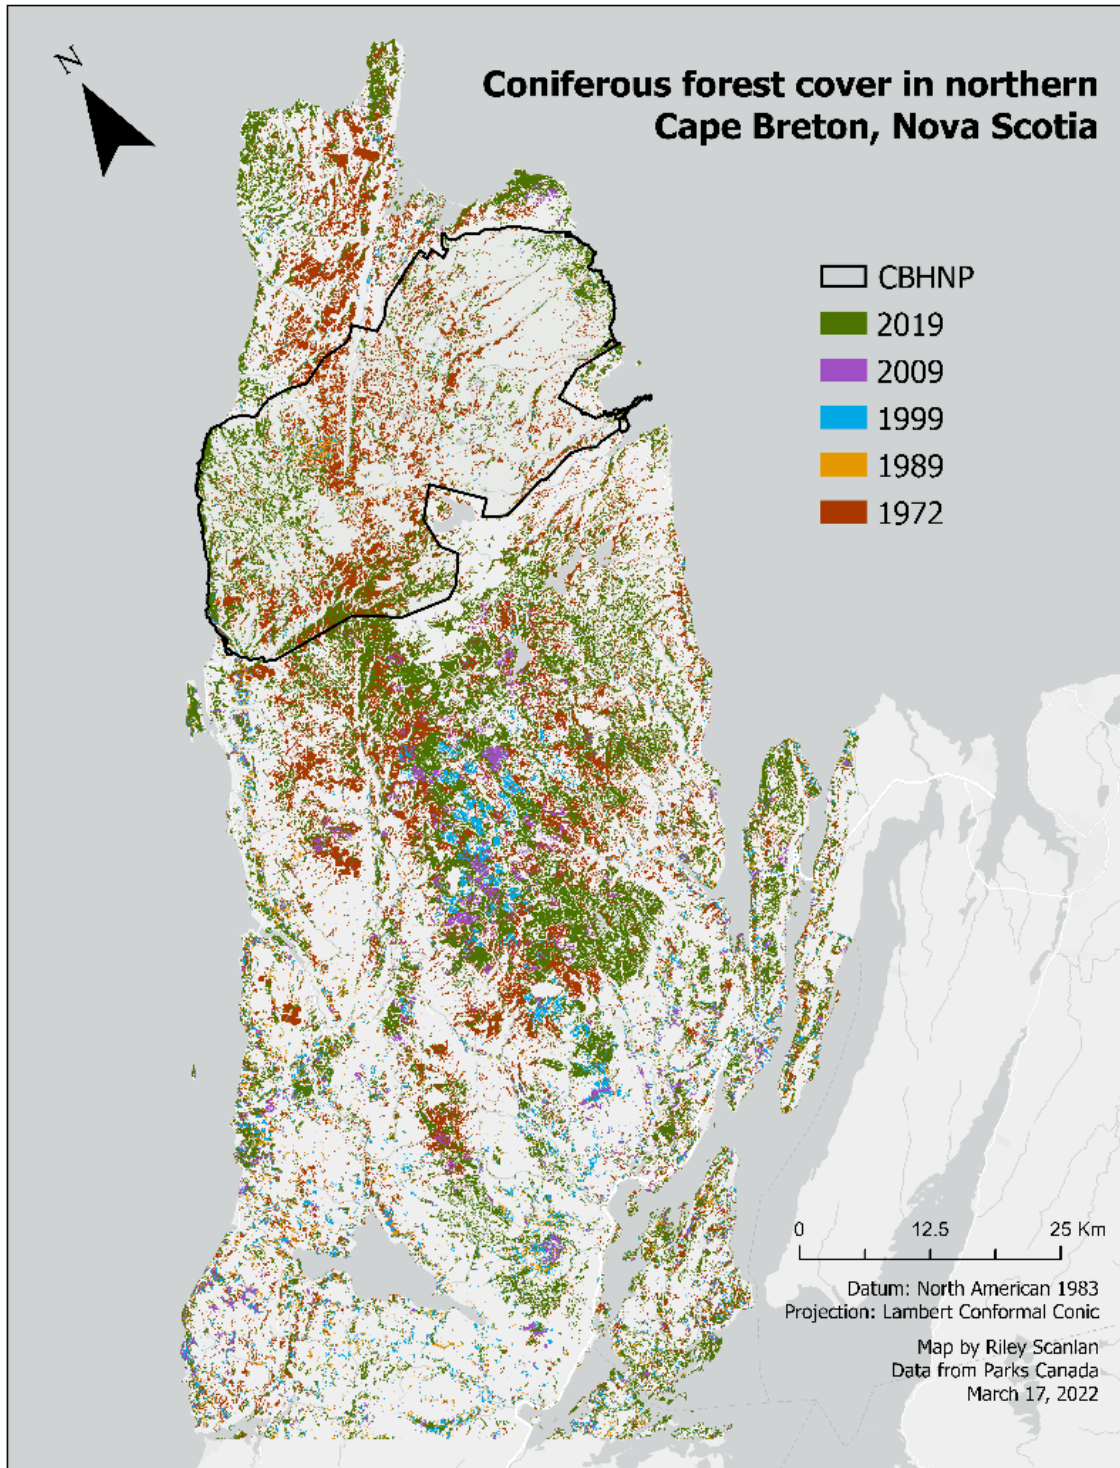 N
Coniferous forest cover in northern
Cape Breton, Nova Scotia
CBHNP
2019
2009
1999
1989
1972
0 12.5 25 Km
Datum: North American 1983
Projection: Lambert Conformal Conic
Map by Riley Scanlan
Data from Parks Canada
March 17, 2022